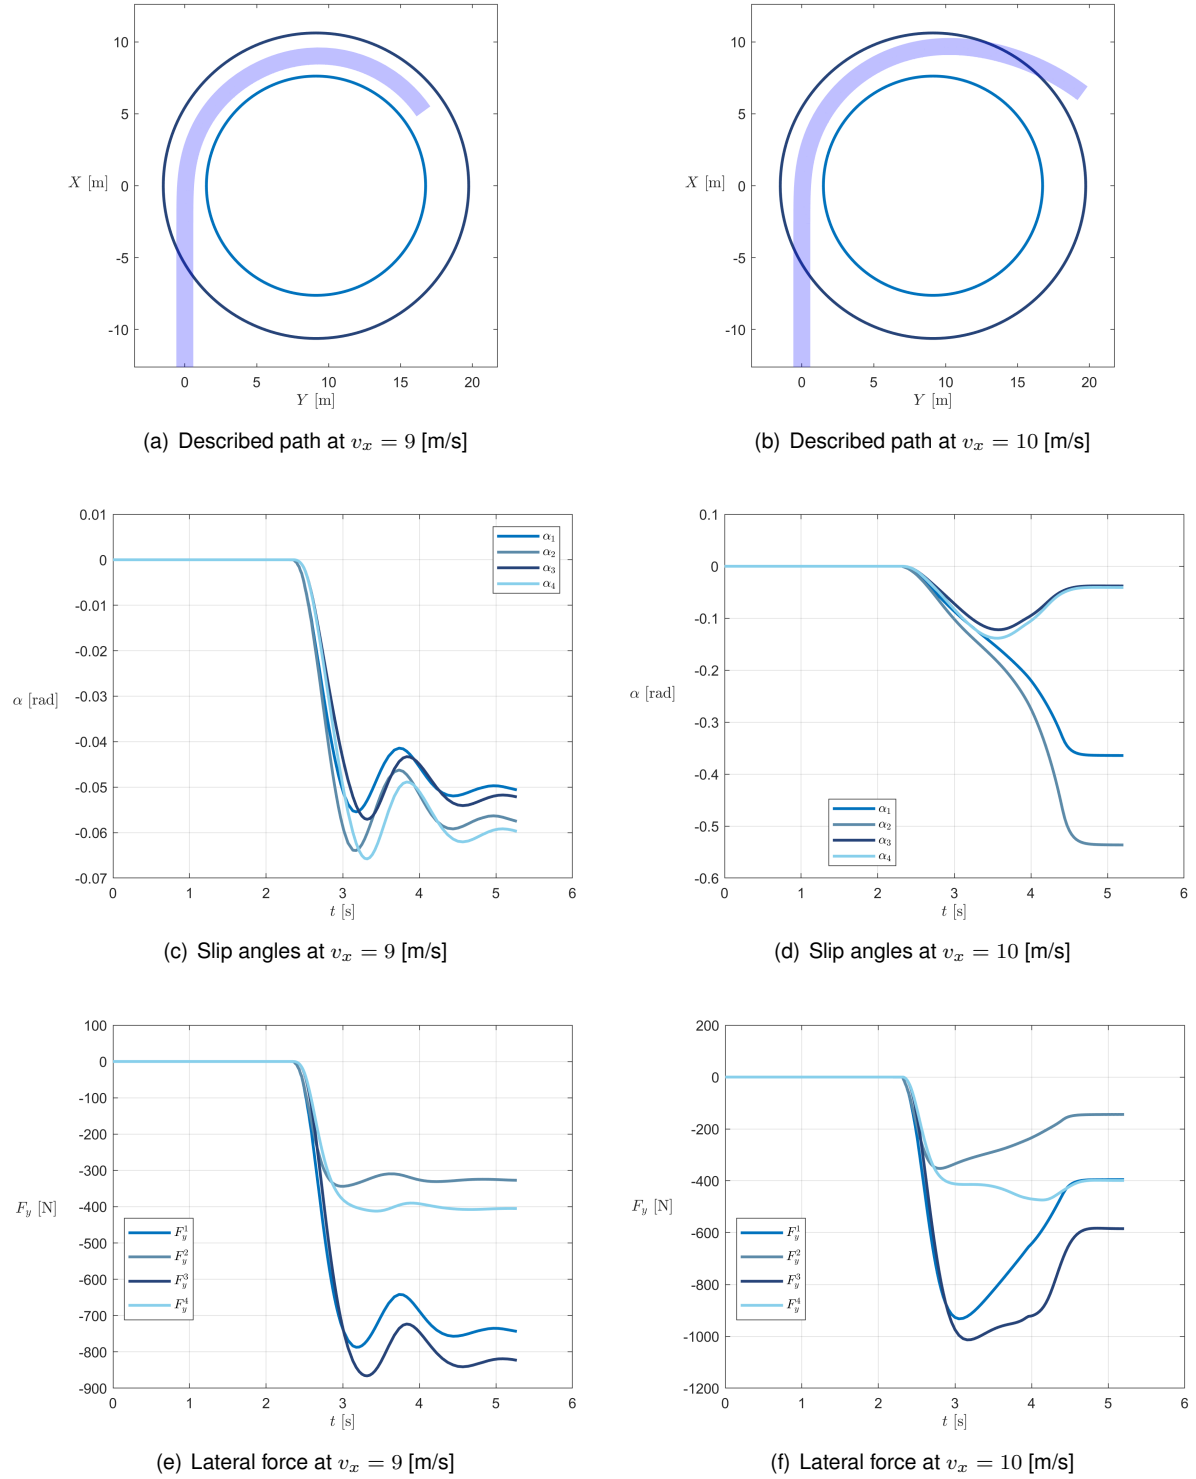 10
5
X [m]
0
-5
-10
0 5 10 15 20
Y [m]
(a) Described path at vₓ = 9 [m/s]
10
5
X [m]
0
-5
-10
0 5 10 15 20
Y [m]
(b) Described path at vₓ = 10 [m/s]
0.01
0
-0.01
-0.02
-0.03
α [rad]
-0.04
-0.05
-0.06
-0.07
0 1 2 3 4 5 6
t [s]
α₁
α₂
α₃
α₄
(c) Slip angles at vₓ = 9 [m/s]
0.1
0
-0.1
-0.2
α [rad]
-0.3
-0.4
-0.5
-0.6
0 1 2 3 4 5 6
t [s]
α₁
α₂
α₃
α₄
(d) Slip angles at vₓ = 10 [m/s]
100
0
-100
-200
-300
-400
F_y [N]
-500
-600
-700
-800
-900
0 1 2 3 4 5 6
t [s]
F_y^1
F_y^2
F_y^3
F_y^4
(e) Lateral force at vₓ = 9 [m/s]
200
0
-200
-400
F_y [N]
-600
-800
-1000
-1200
0 1 2 3 4 5 6
t [s]
F_y^1
F_y^2
F_y^3
F_y^4
(f) Lateral force at vₓ = 10 [m/s]